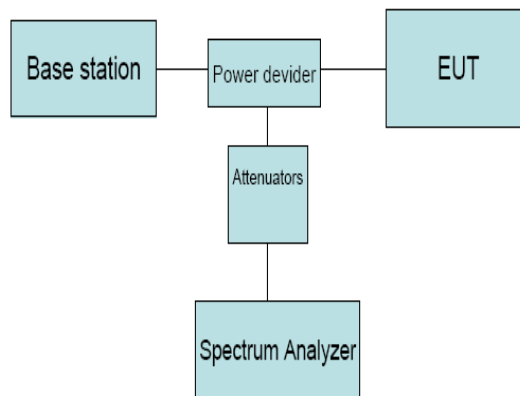 Base station
Power devider
EUT
Attenuators
Spectrum Analyzer